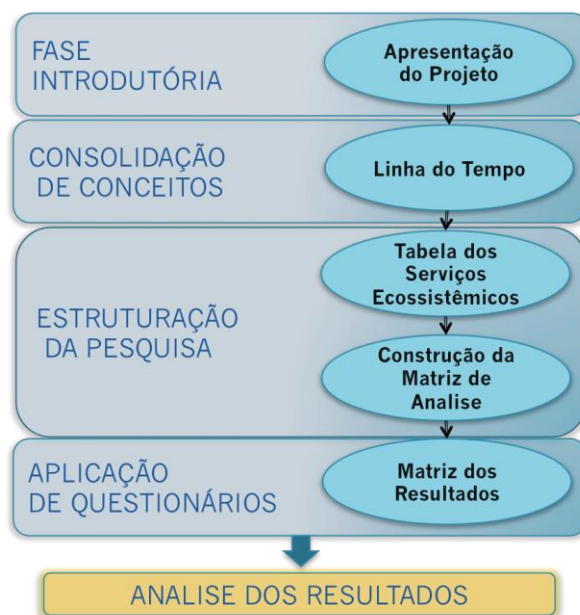 FASE
INTRODUTÓRIA
Apresentação
do Projeto
CONSOLIDAÇÃO
DE CONCEITOS
Linha do Tempo
ESTRUTURAÇÃO
DA PESQUISA
Tabela dos
Serviços
Ecossistêmicos
Construção da
Matriz de
Analise
APLICAÇÃO
DE QUESTIONÁRIOS
Matriz dos
Resultados
ANALISE DOS RESULTADOS